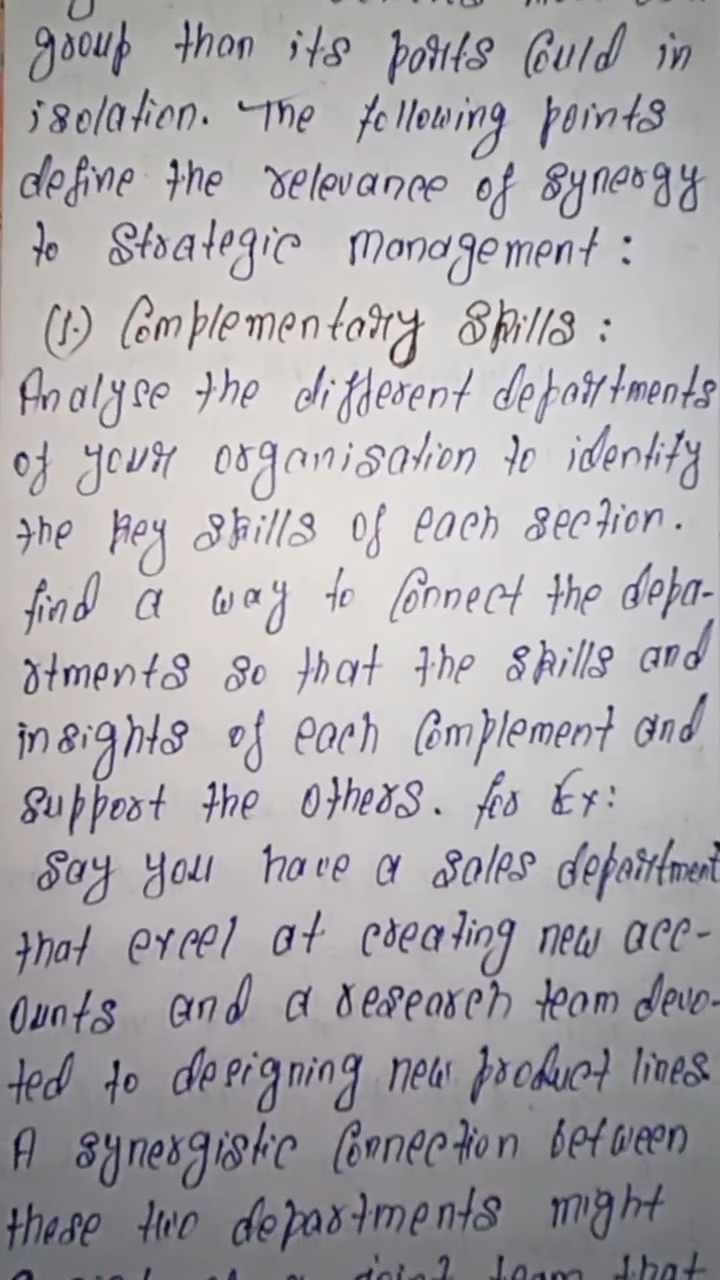 group than its parts Could in
isolation. The following points
define the relevance of synergy
to Strategic Management :
(1.) Complementary Skills :
Analyse the different departments
of your organisation to identify
the key skills of each section.
find a way to Connect the depa-
rtments so that the skills and
insights of each Complement and
support the others. for Ex:
Say you have a sales department
that excel at creating new acc-
ounts and a research team devo-
ted to designing new product lines
A synergistic Connection between
these two departments might
a joint team that